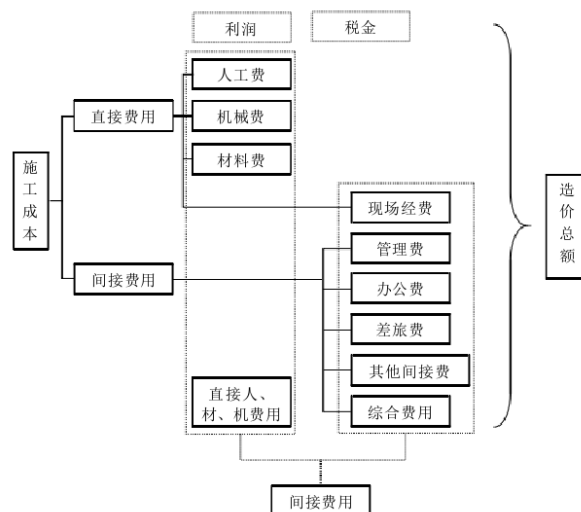 利润
税金
人工费
直接费用
机械费
材料费
施
工
成
本
造
价
总
额
现场经费
管理费
间接费用
办公费
差旅费
其他间接费
直接人、
材、机费用
综合费用
间接费用